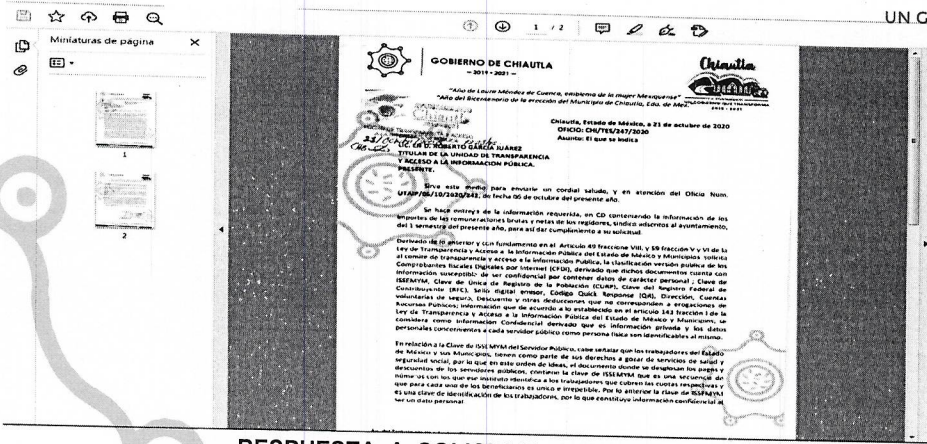 UN G
1 / 2
Miniaturas de página
1
2
GOBIERNO DE CHIAUTLA
- 2019 - 2021 -
Chiautla
2019 - 2021
"Año de Laura Méndez de Cuenca, emblema de la mujer Mexiquense"
"Año del Bicentenario de la erección del Municipio de Chiautla, Edo. de Méx."
Chiautla, Estado de México, a 21 de octubre de 2020
OFICIO: CHI/TES/247/2020
Asunto: El que se indica
ROBERTO GARCÍA JUÁREZ
TITULAR DE LA UNIDAD DE TRANSPARENCIA
Y ACCESO A LA INFORMACIÓN PÚBLICA.
PRESENTE.
Sirve este medio para enviarle un cordial saludo, y en atención del Oficio Num.
UTAIP/06/10/2020/242, de fecha 06 de octubre del presente año.
Se hace entrega de la información requerida, en CD conteniendo la información de los
importes de las remuneraciones brutas y netas de los regidores, síndico adscritos al ayuntamiento,
del 1 semestre del presente año, para así dar cumplimiento a su solicitud.
Derivado de lo anterior y con fundamento en el Artículo 49 fraccione VIII, y 59 fracción V y VI de la
Ley de Transparencia y Acceso a la Información Pública del Estado de México y Municipios solicita
al comité de transparencia y acceso a la información Publica, la clasificación versión publica de los
Comprobantes fiscales Digitales por Internet (CFDI), derivado que dichos documentos cuenta con
información susceptible de ser confidencial por contener datos de carácter personal ; Clave de
ISSEMYM, Clave de Única de Registro de la Población (CURP), Clave del Registro Federal de
Contribuyente (RFC), Sello digital emisor, Código Quick Response (QR), Dirección, Cuentas
voluntarias de seguro, Descuento y otras deducciones que no corresponden a erogaciones de
Recursos Públicos; información que de acuerdo a lo establecido en el artículo 143 fracción I de la
Ley de Transparencia y Acceso a la Información Pública del Estado de México y Municipios, se
considera como Información Confidencial derivado que es información privada y los datos
personales concernientes a cada servidor público como persona física son identificables al mismo.
En relación a la Clave de ISSEMYM del Servidor Público, cabe señalar que los trabajadores del Estado
de México y sus Municipios, tienen como parte de sus derechos a gozar de servicios de salud y
seguridad social, por lo que en este orden de ideas, el documento donde se desglosan los pagos y
descuentos de los servidores públicos, contiene la clave de ISSEMYM que es una secuencia de
números con los que ese instituto identifica a los trabajadores que cubren las cuotas respectivas y
que para cada uno de los beneficiarios es único e irrepetible. Por lo anterior la clave de ISSEMYM
es una clave de identificación de los trabajadores, por lo que constituye información confidencial al
ser un dato personal